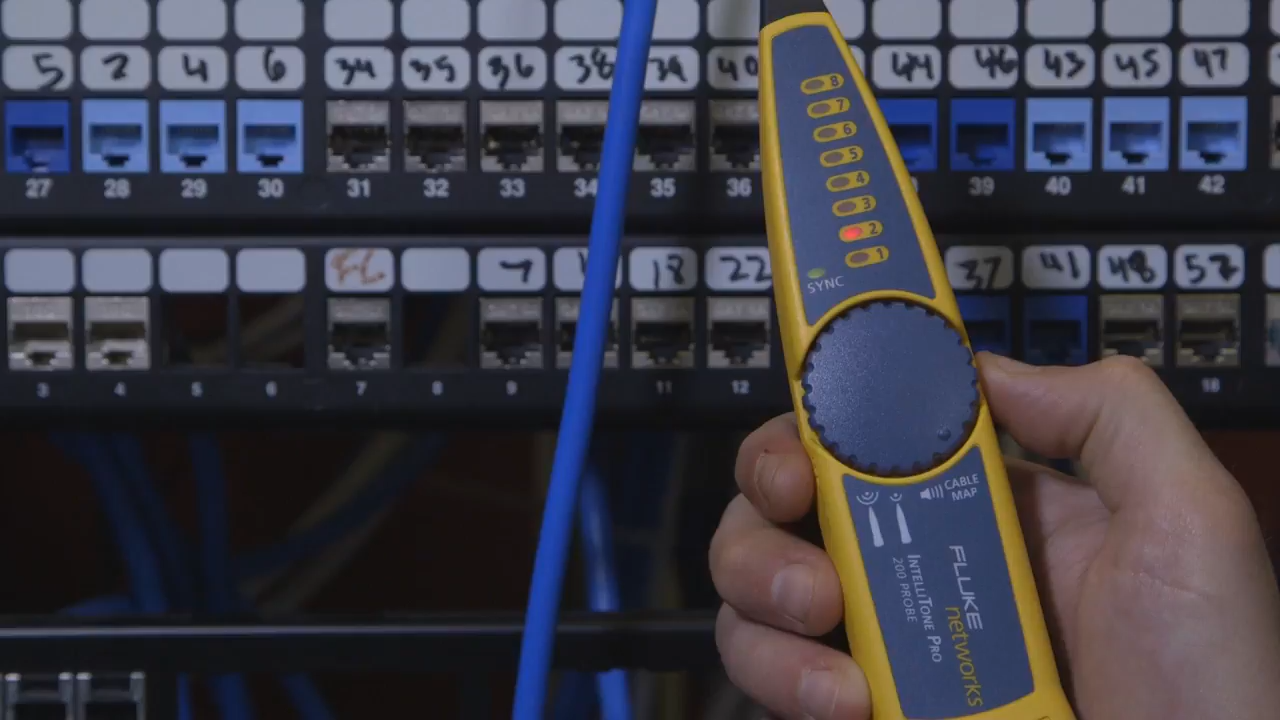 5 2 4 6 34 35 36 38 39 40 44 46 43 45 47
27 28 29 30 31 32 33 34 35 36 39 40 41 42
7 18 22 37 41 48 52
3 4 5 6 7 8 9 11 12 18
8
7
6
5
4
3
2
1
SYNC
CABLE
MAP
INTELLITONE PRO
200 PROBE
FLUKE
networks